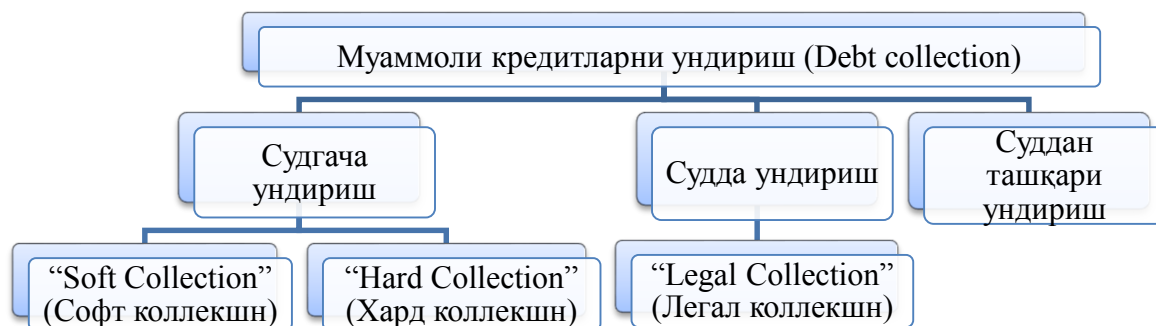 Муаммоли кредитларни ундириш (Debt collection)
Судгача
ундириш
Судда ундириш
Суддан
ташқари
ундириш
“Soft Collection”
(Софт коллекшн)
“Hard Collection”
(Хард коллекшн)
“Legal Collection”
(Легал коллекшн)